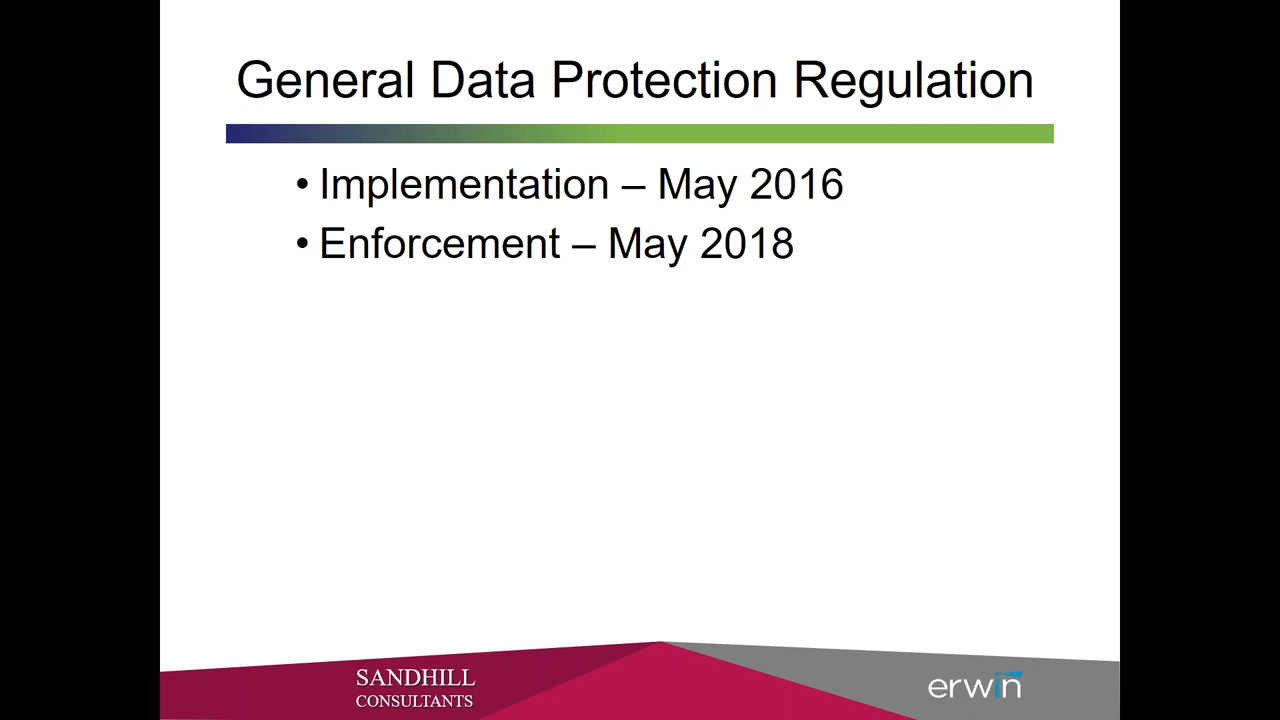 General Data Protection Regulation
• Implementation – May 2016
• Enforcement – May 2018
SANDHILL
CONSULTANTS
erwin